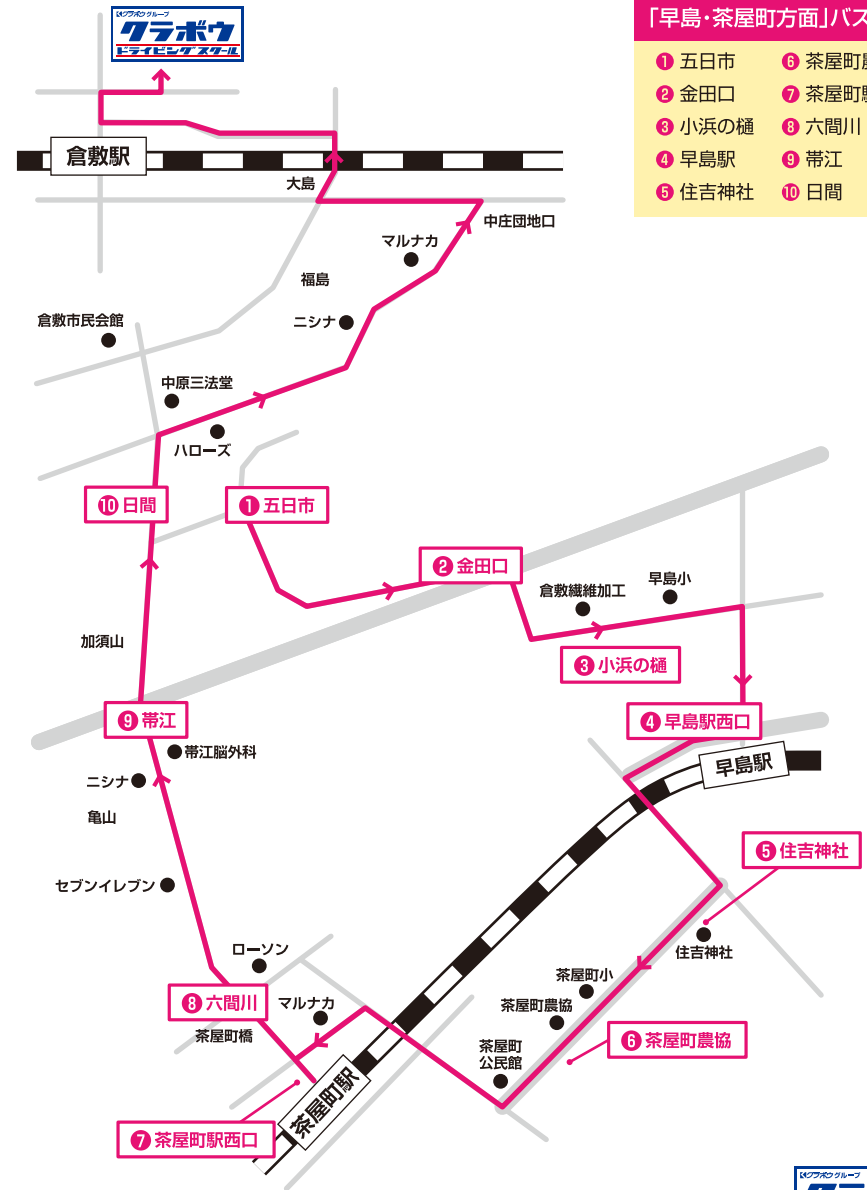 クラボウグループ
クラボウ
ドライビングスクール
「早島・茶屋町方面」バス
❶ 五日市
❷ 金田口
❸ 小浜の樋
❹ 早島駅
❺ 住吉神社
❻ 茶屋町
❼ 茶屋町
❽ 六間川
❾ 帯江
❿ 日間
倉敷駅
大島
中庄団地口
マルナカ
福島
ニシナ
倉敷市民会館
中原三法堂
ハローズ
❿ 日間
❶ 五日市
❷ 金田口
倉敷繊維加工
早島小
❸ 小浜の樋
加須山
❾ 帯江
❹ 早島駅西口
帯江脳外科
早島駅
ニシナ
亀山
❺ 住吉神社
セブンイレブン
住吉神社
ローソン
茶屋町小
❽ 六間川
マルナカ
茶屋町農協
茶屋町橋
❻ 茶屋町農協
茶屋町
公民館
茶屋町駅
❼ 茶屋町駅西口
クラボウグループ